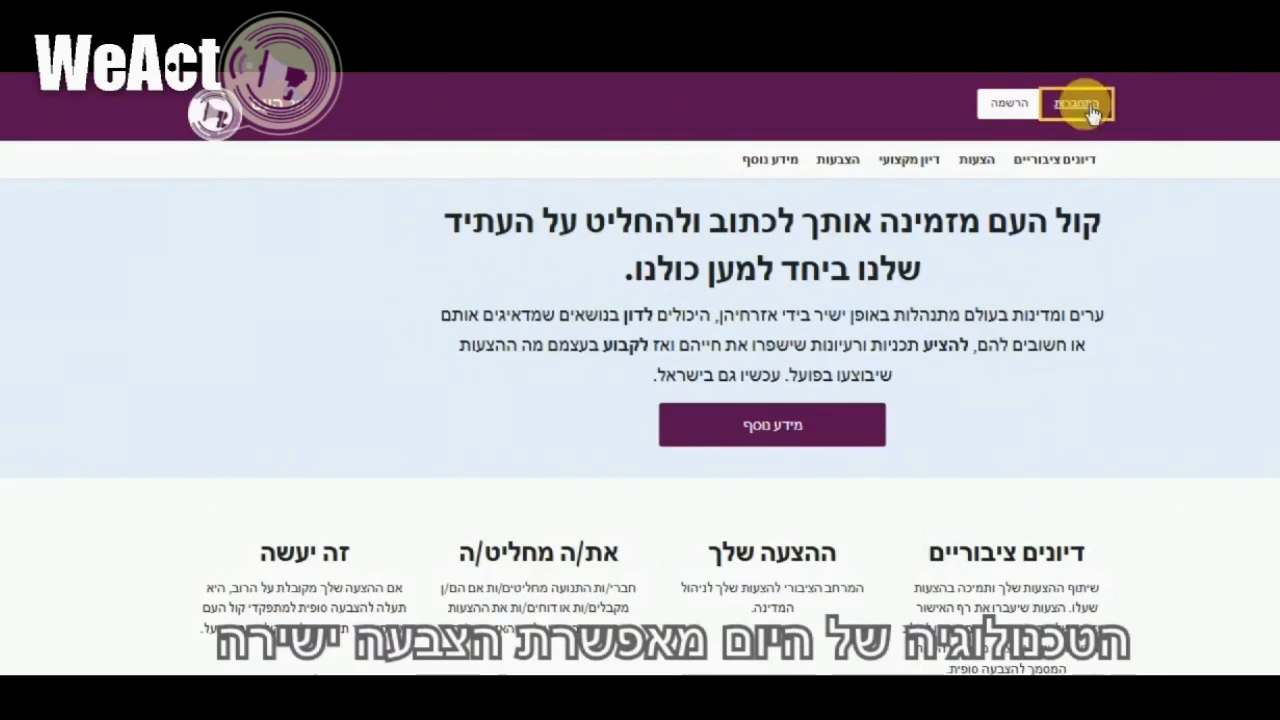 WeAct
הרשמה
דיונים ציבוריים הצעות דיון מקצועי הצבעות מידע נוסף
קול העם מזמינה אותך לכתוב ולהחליט על העתיד
שלנו ביחד למען כולנו.
ערים ומדינות בעולם מתנהלות באופן ישיר בידי אזרחיהן, היכולים לדון בנושאים שמדאיגים אותם
או חשובים להם, להציע תכניות ורעיונות שישפרו את חייהם ואז לקבוע בעצמם מה ההצעות
שיבוצעו בפועל. עכשיו גם בישראל.
מידע נוסף
דיונים ציבוריים
שיתוף ההצעות שלך ותמיכה בהצעות
שעלו. הצעות שיעברו את רף האישור
המסמך להצבעה סופית.
ההצעה שלך
המרחב הציבורי להצעות שלך לניהול
המדינה.
את/ה מחליט/ה
חברי/ות התנועה מחליטים/ות אם הם/ן
מקבלים/ות או דוחים/ות את ההצעות
זה יעשה
אם ההצעה שלך מקובלת על הרוב, היא
תעלה להצבעה סופית למתפקדי קול העם
הטכנולוגיה של היום מאפשרת הצבעה ישירה